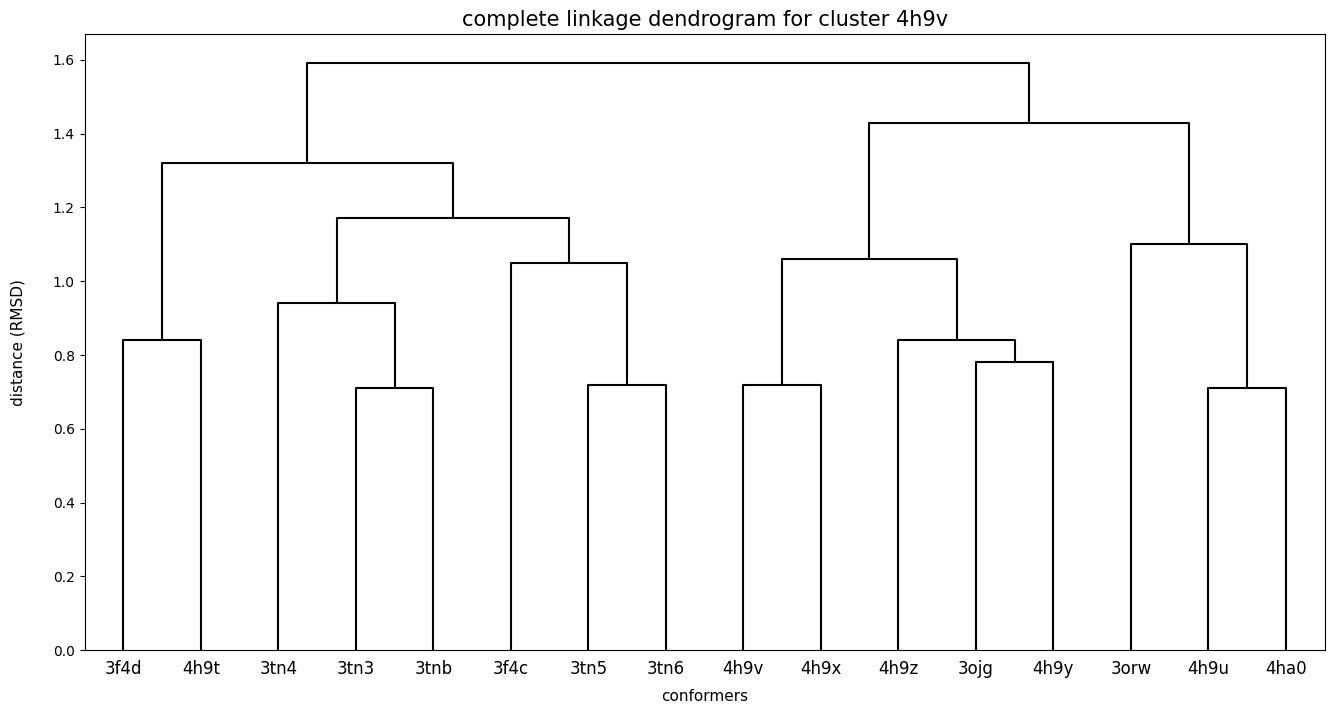 complete linkage dendrogram for cluster 4h9v
distance (RMSD)
1.6
1.4
1.2
1.0
0.8
0.6
0.4
0.2
0.0
3f4d 4h9t 3tn4 3tn3 3tnb 3f4c 3tn5 3tn6 4h9v 4h9x 4h9z 3ojg 4h9y 3orw 4h9u 4ha0
conformers